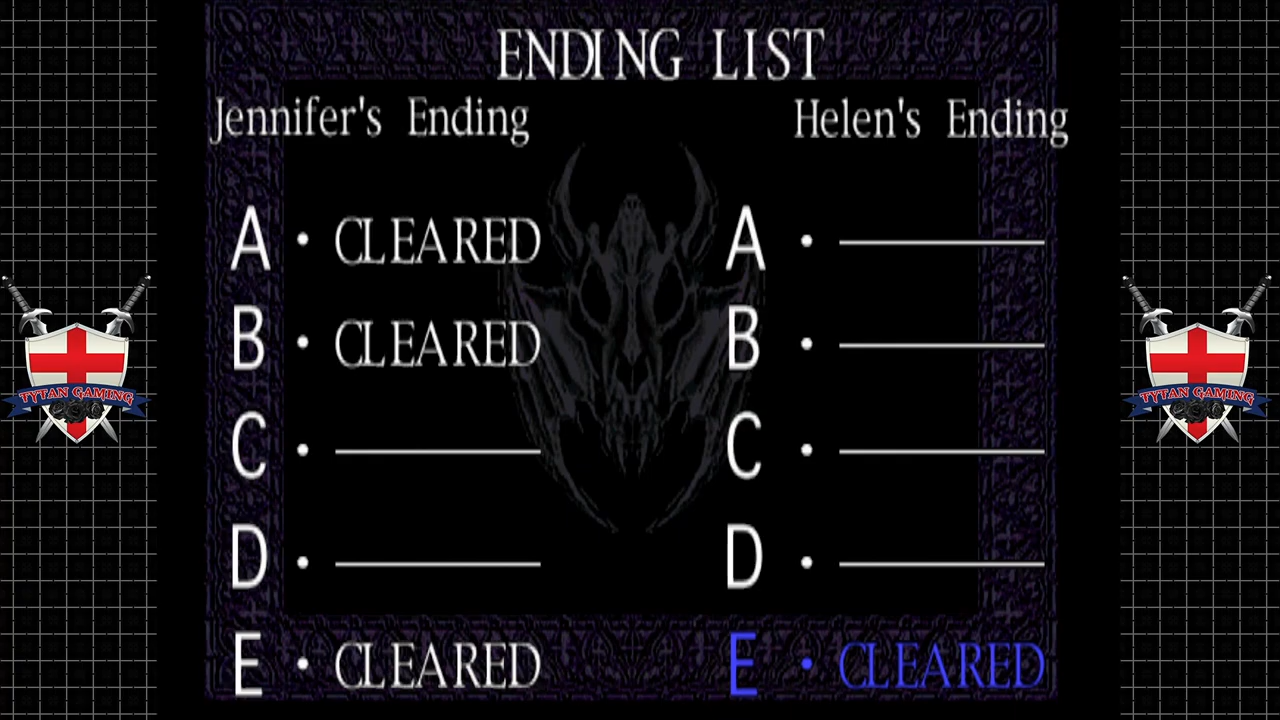 ENDING LIST
Jennifer's Ending
Helen's Ending
A • CLEARED
A •
B • CLEARED
B •
C •
C •
D •
D •
E • CLEARED
E • CLEARED
TYTAN GAMING
TYTAN GAMING